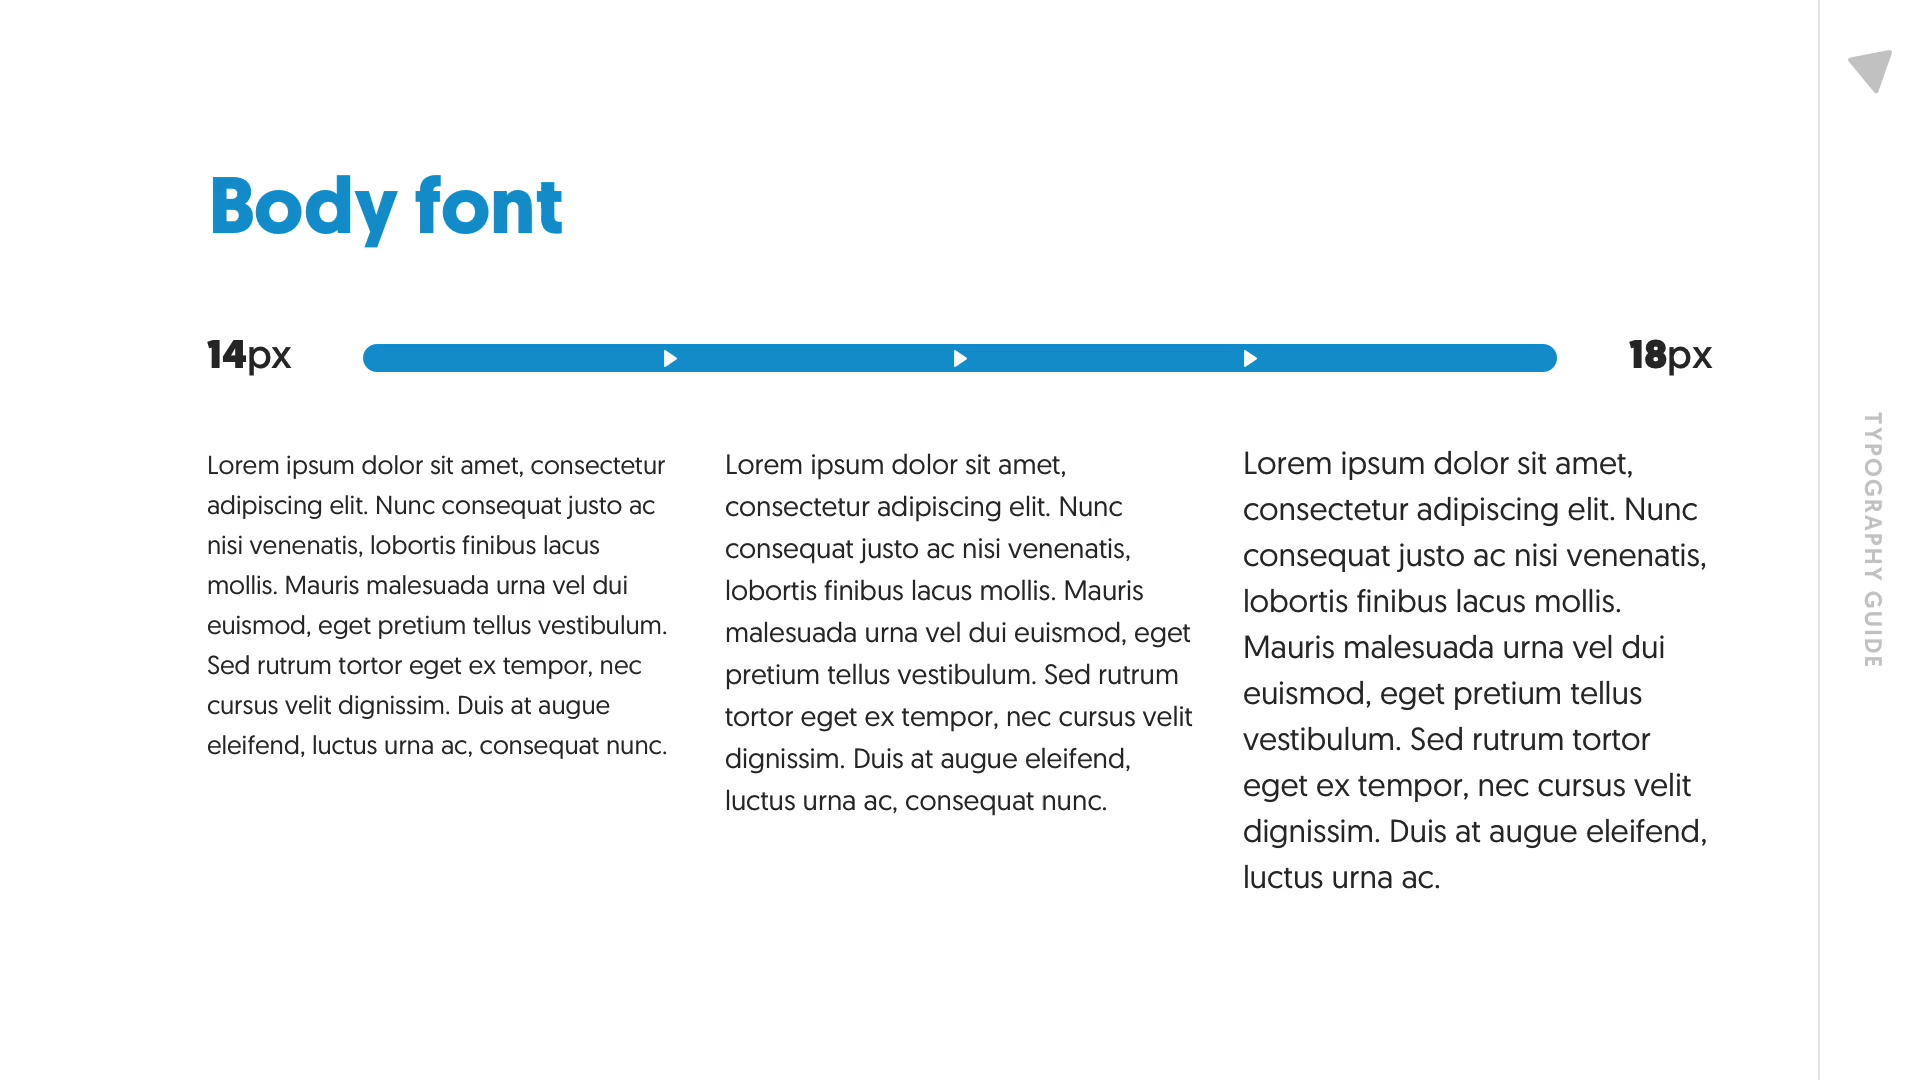 Body font
14px
18px
Lorem ipsum dolor sit amet, consectetur
adipiscing elit. Nunc consequat justo ac
nisi venenatis, lobortis finibus lacus
mollis. Mauris malesuada urna vel dui
euismod, eget pretium tellus vestibulum.
Sed rutrum tortor eget ex tempor, nec
cursus velit dignissim. Duis at augue
eleifend, luctus urna ac, consequat nunc.
Lorem ipsum dolor sit amet,
consectetur adipiscing elit. Nunc
consequat justo ac nisi venenatis,
lobortis finibus lacus mollis. Mauris
malesuada urna vel dui euismod, eget
pretium tellus vestibulum. Sed rutrum
tortor eget ex tempor, nec cursus velit
dignissim. Duis at augue eleifend,
luctus urna ac, consequat nunc.
Lorem ipsum dolor sit amet,
consectetur adipiscing elit. Nunc
consequat justo ac nisi venenatis,
lobortis finibus lacus mollis.
Mauris malesuada urna vel dui
euismod, eget pretium tellus
vestibulum. Sed rutrum tortor
eget ex tempor, nec cursus velit
dignissim. Duis at augue eleifend,
luctus urna ac.
TYPOGRAPHY GUIDE